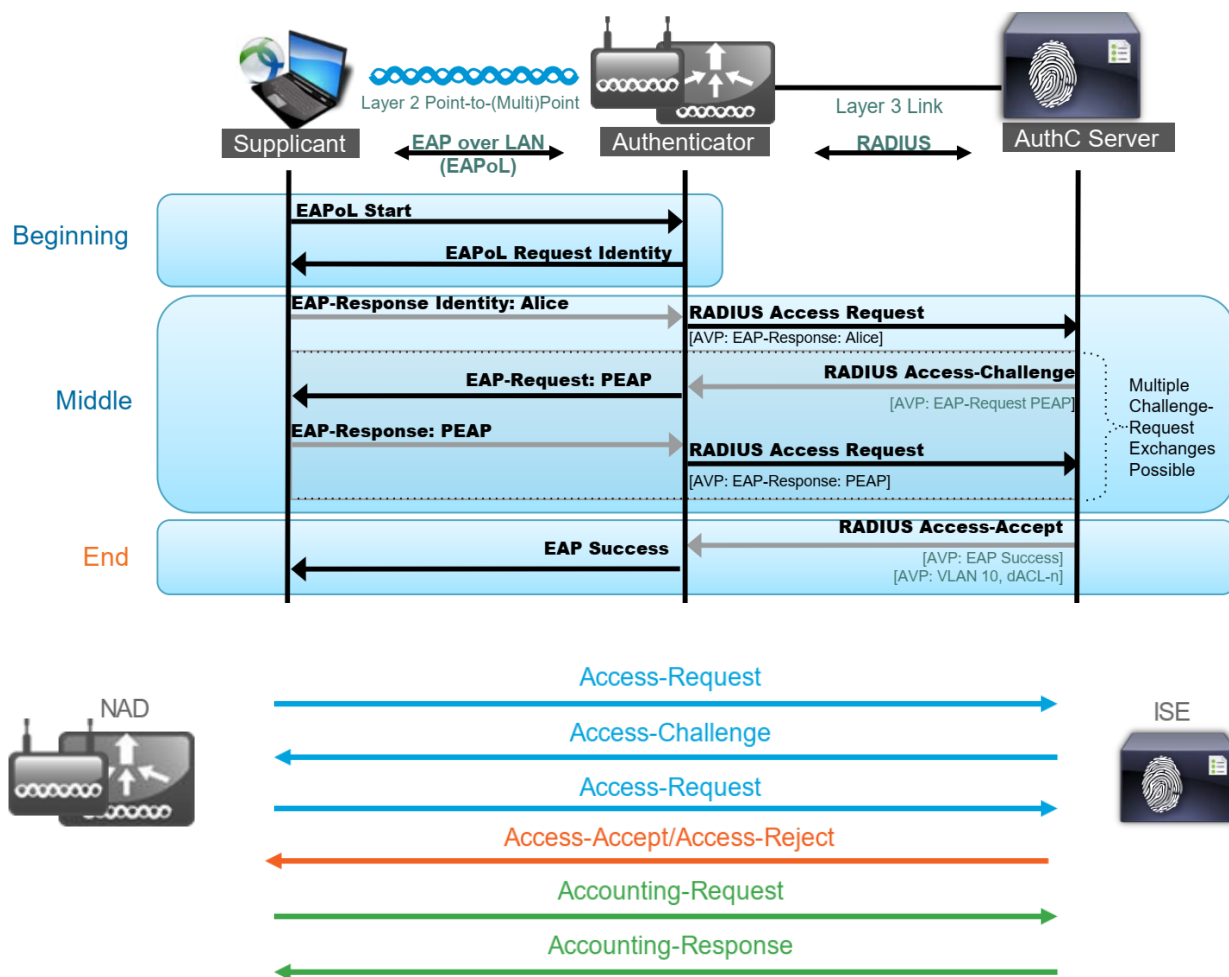 Layer 2 Point-to-(Multi)Point
Layer 3 Link
Supplicant
EAP over LAN
(EAPoL)
Authenticator
RADIUS
AuthC Server
Beginning
EAPoL Start
EAPoL Request Identity
Middle
EAP-Response Identity: Alice
RADIUS Access Request
[AVP: EAP-Response: Alice]
RADIUS Access-Challenge
[AVP: EAP-Request PEAP]
EAP-Request: PEAP
EAP-Response: PEAP
RADIUS Access Request
[AVP: EAP-Response: PEAP]
Multiple
Challenge-
Request
Exchanges
Possible
End
RADIUS Access-Accept
[AVP: EAP Success]
[AVP: VLAN 10, dACL-n]
EAP Success
NAD
ISE
Access-Request
Access-Challenge
Access-Request
Access-Accept/Access-Reject
Accounting-Request
Accounting-Response